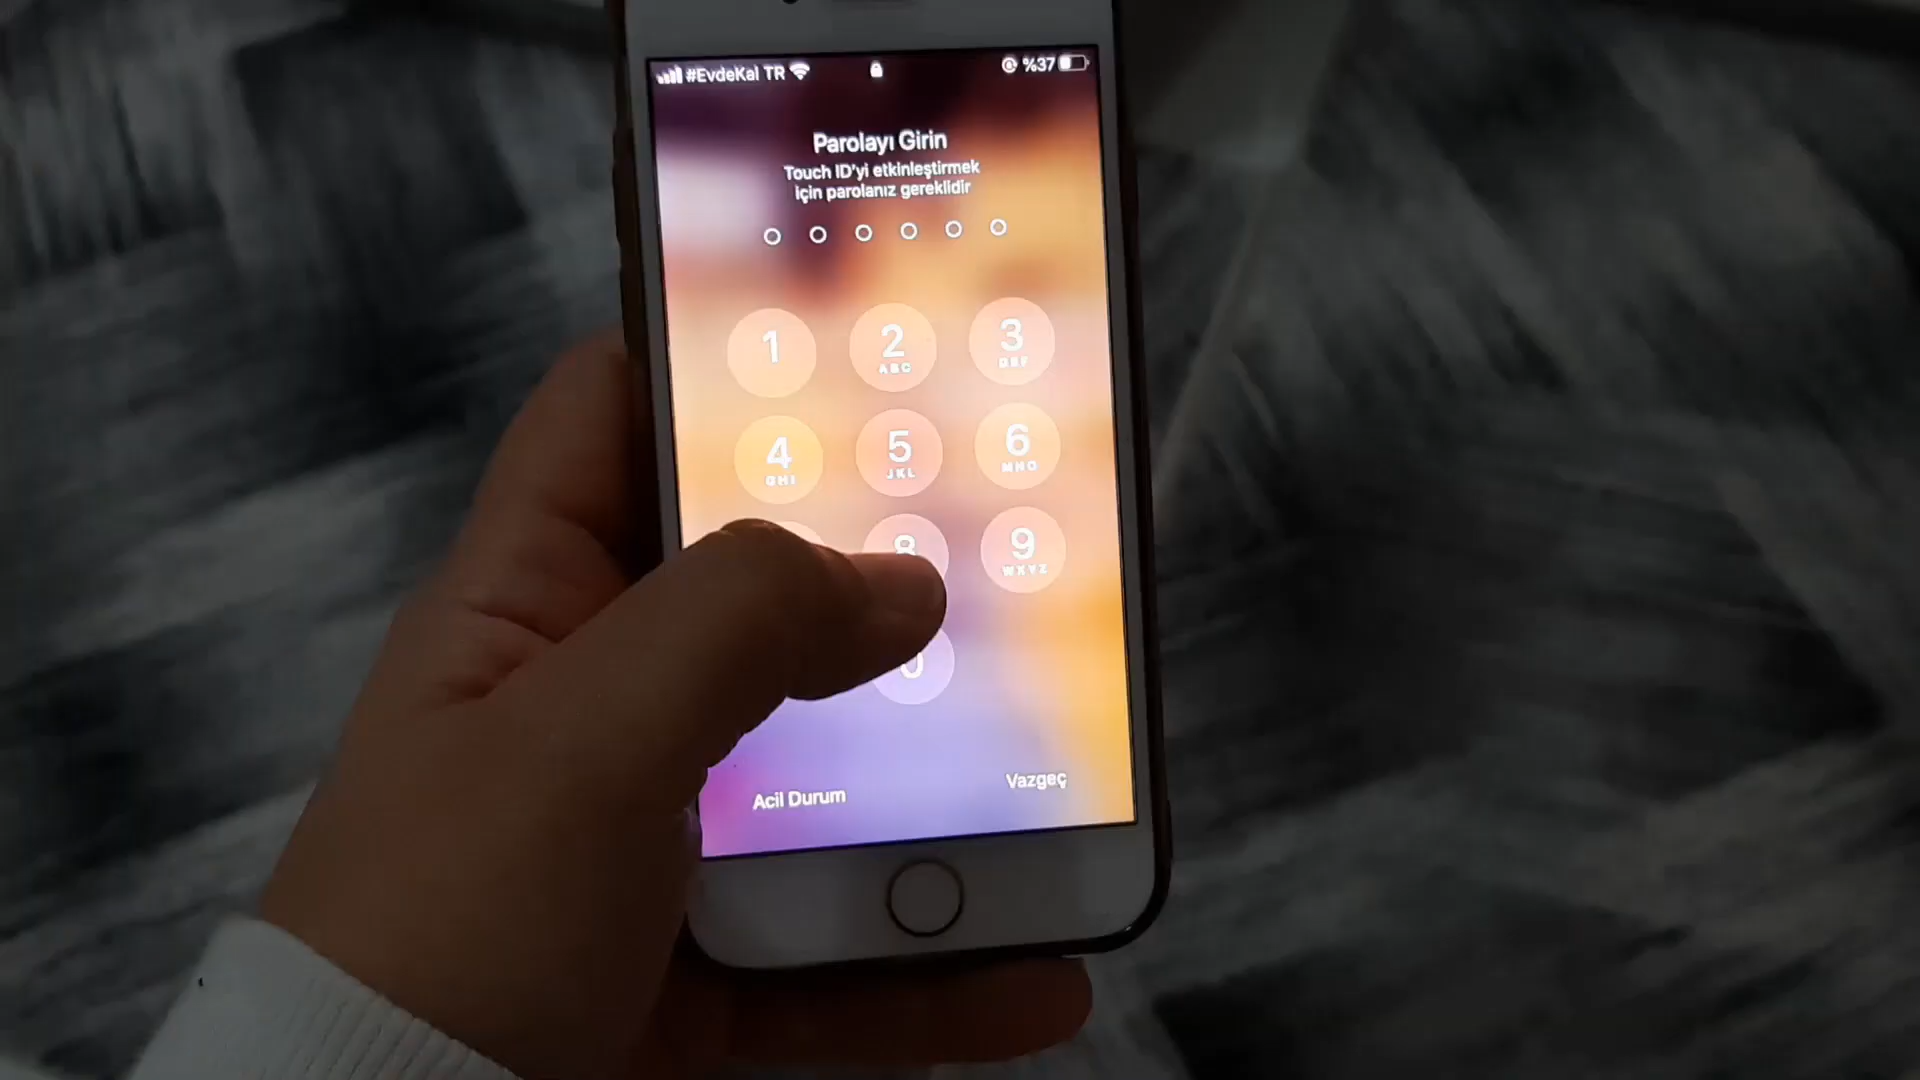 #EvdeKal TR
%37
Parolayı Girin
Touch ID'yi etkinleştirmek
için parolanız gereklidir
1
2
ABC
3
DEF
4
GHI
5
JKL
6
MNO
8
9
WXYZ
0
Acil Durum
Vazgeç